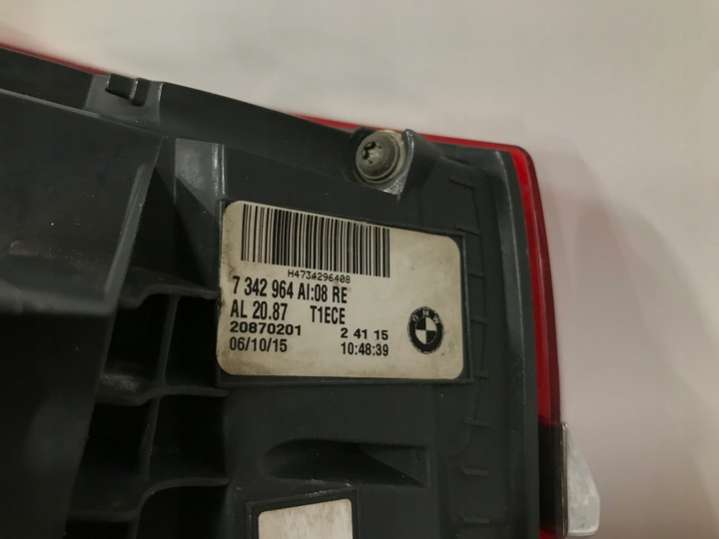 H4734296408
7 342 964 AI:08 RE
AL 20.87 T1ECE
20870201 2 41 15
06/10/15 10:48:39
BMW